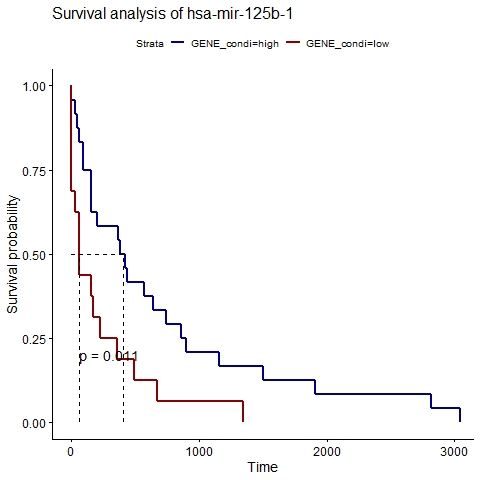 Survival analysis of hsa-mir-125b-1
Strata GENE_condi=high GENE_condi=low
1.00
0.75
0.50
0.25
0.00
Survival probability
p = 0.011
0 1000 2000 3000
Time